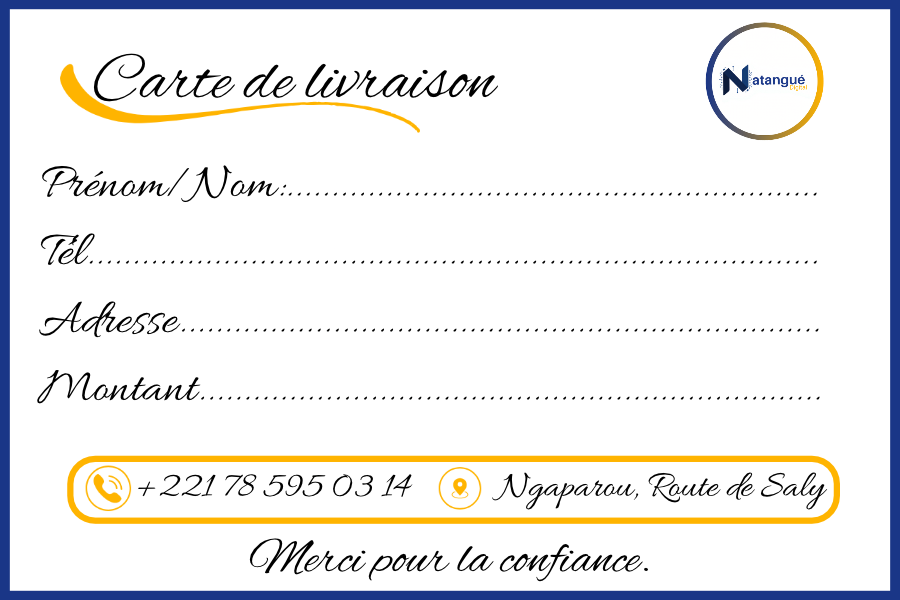 Carte de livraison
Natangué
Digital
Prénom/Nom:....................................................
Tél................................................................
Adresse........................................................
Montant......................................................
+221 78 595 03 14
Ngaparou, Route de Saly
Merci pour la confiance.